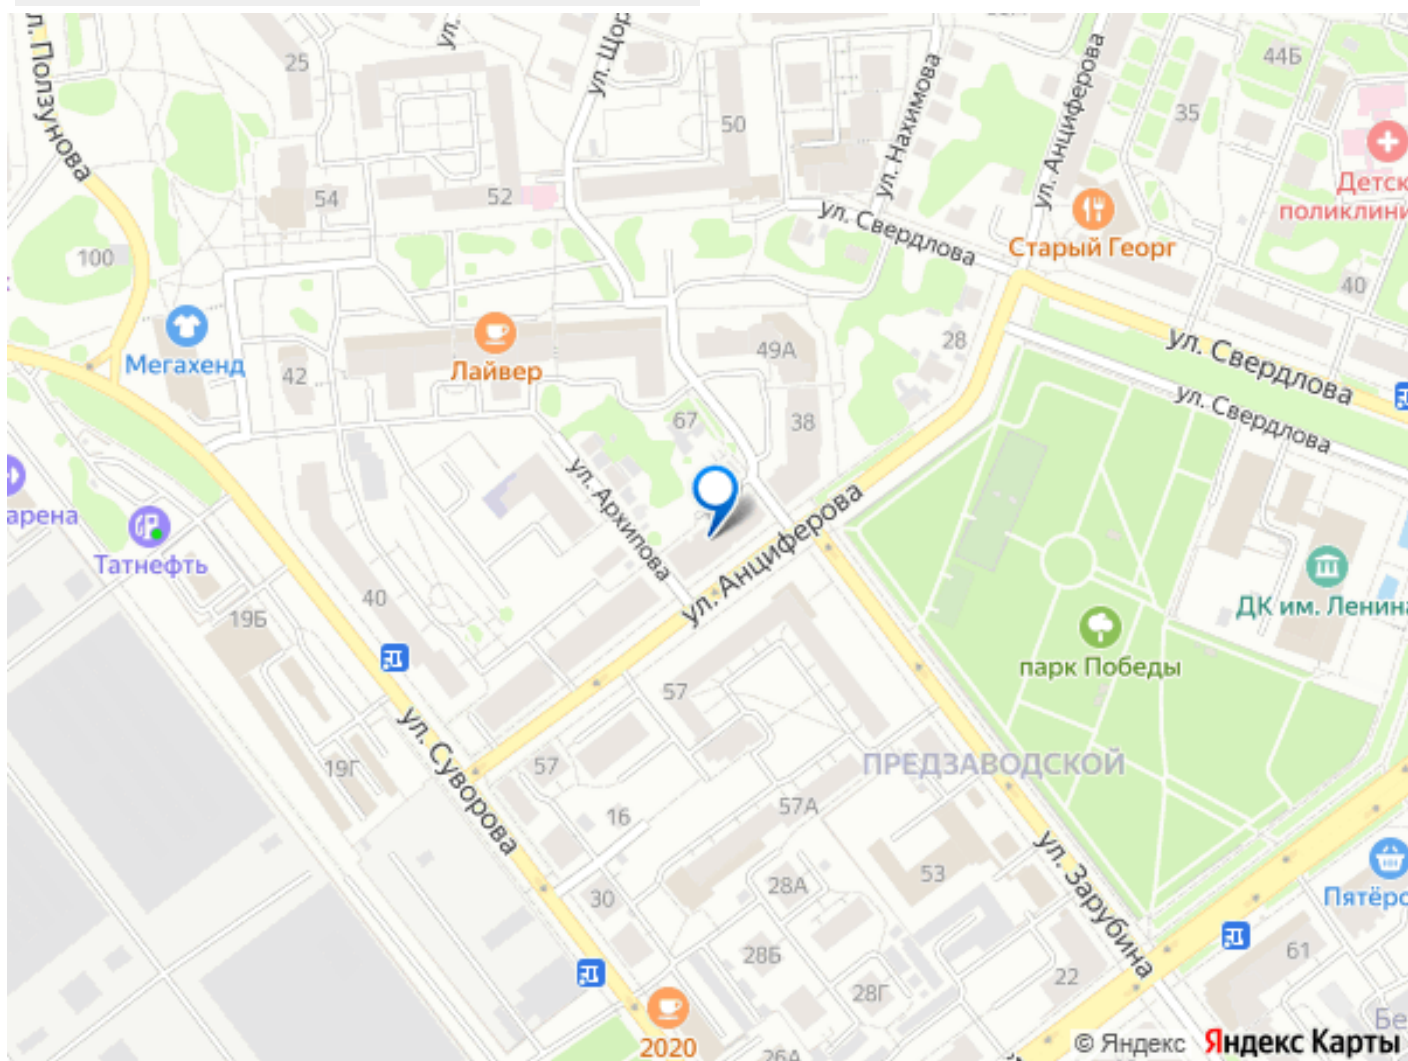 л. Ползунова
25
ул.
ул. Щор
50
ул. Нахимова
ул. Анциферова
44Б
35
Детск
поликлини
54
52
ул. Свердлова
Старый Георг
100
40
Мегахенд
Лайвер
42
49А
28
ул. Свердлова
ул. Свердлова
67
38
арена
Татнефть
ул. Архипова
ул. Анциферова
ДК им. Ленина
40
19Б
парк Победы
57
ул. Суворова
ПРЕДЗАВОДСКОЙ
19Г
57
57А
16
ул. Зарубина
53
28А
30
Пятёро
28Б
61
22
28Г
Бе
2020
26А
© Яндекс Яндекс Карты